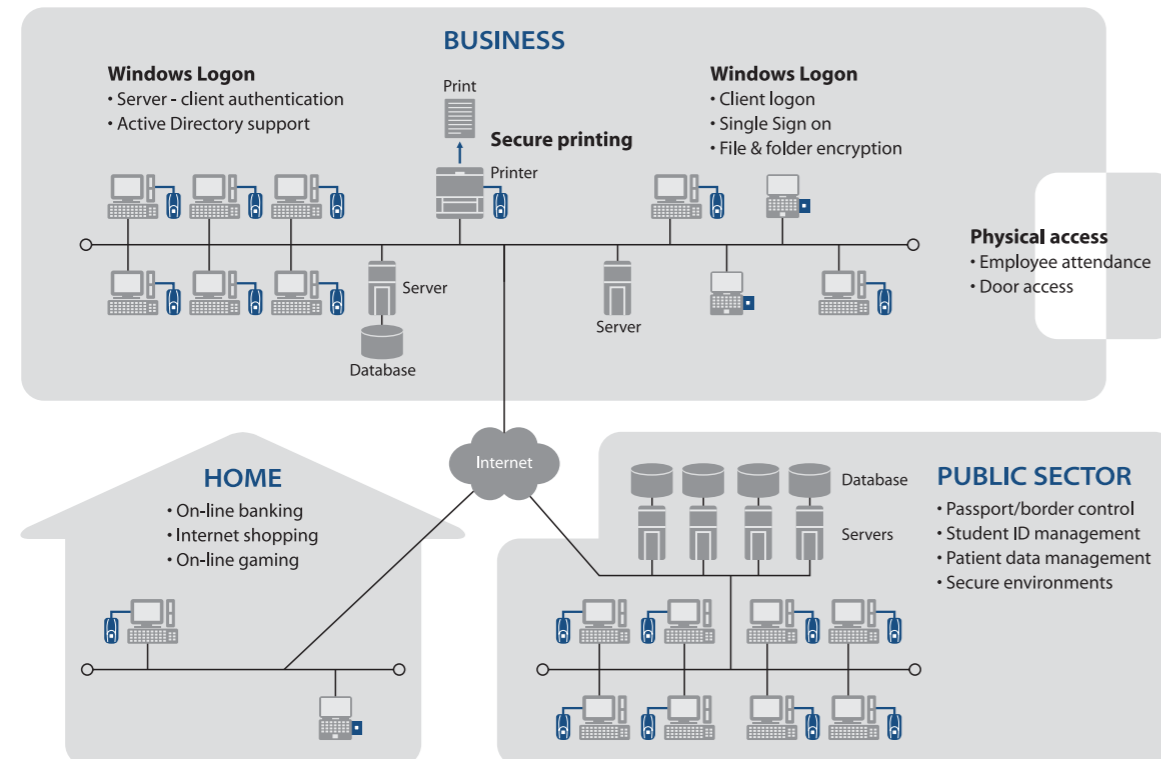 BUSINESS
Windows Logon
• Server - client authentication
• Active Directory support
Print
Secure printing
Printer
Windows Logon
• Client logon
• Single Sign on
• File & folder encryption
Physical access
• Employee attendance
• Door access
Server
Database
Server
Internet
HOME
• On-line banking
• Internet shopping
• On-line gaming
Database
Servers
PUBLIC SECTOR
• Passport/border control
• Student ID management
• Patient data management
• Secure environments